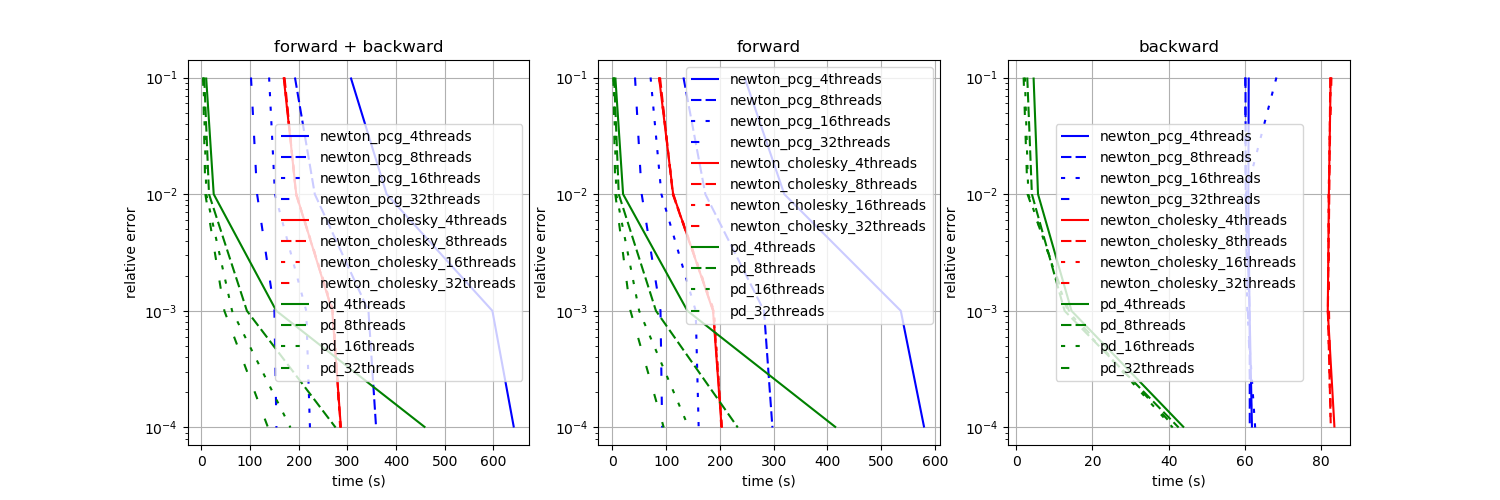 forward + backward
10⁻¹
10⁻²
10⁻³
10⁻⁴
relative error
0 100 200 300 400 500 600
time (s)
newton_pcg_4threads
newton_pcg_8threads
newton_pcg_16threads
newton_pcg_32threads
newton_cholesky_4threads
newton_cholesky_8threads
newton_cholesky_16threads
newton_cholesky_32threads
pd_4threads
pd_8threads
pd_16threads
pd_32threads
forward
10⁻¹
10⁻²
10⁻³
10⁻⁴
relative error
0 100 200 300 400 500 600
time (s)
newton_pcg_4threads
newton_pcg_8threads
newton_pcg_16threads
newton_pcg_32threads
newton_cholesky_4threads
newton_cholesky_8threads
newton_cholesky_16threads
newton_cholesky_32threads
pd_4threads
pd_8threads
pd_16threads
pd_32threads
backward
10⁻¹
10⁻²
10⁻³
10⁻⁴
relative error
0 20 40 60 80
time (s)
newton_pcg_4threads
newton_pcg_8threads
newton_pcg_16threads
newton_pcg_32threads
newton_cholesky_4threads
newton_cholesky_8threads
newton_cholesky_16threads
newton_cholesky_32threads
pd_4threads
pd_8threads
pd_16threads
pd_32threads